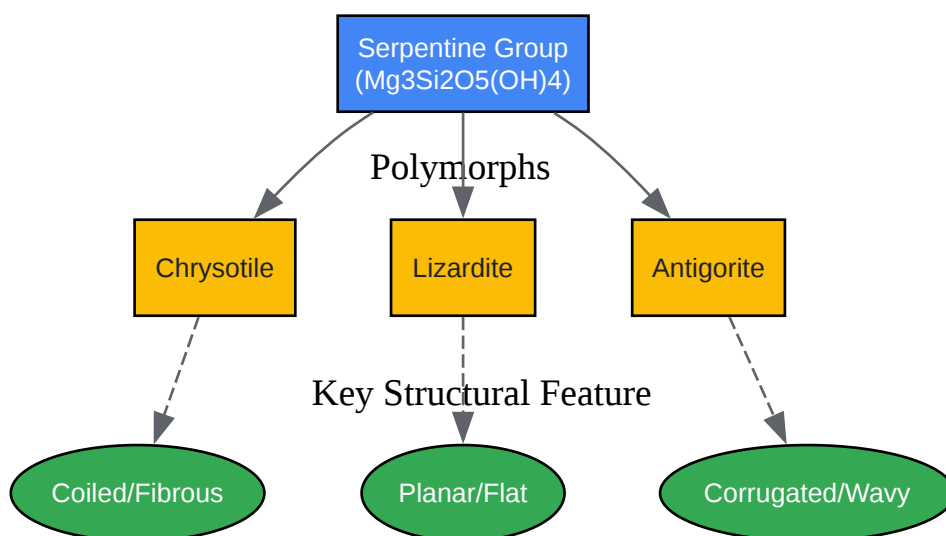 Serpentine Group
(Mg3Si2O5(OH)4)
Polymorphs
Chrysotile
Lizardite
Antigorite
Key Structural Feature
Coiled/Fibrous
Planar/Flat
Corrugated/Wavy